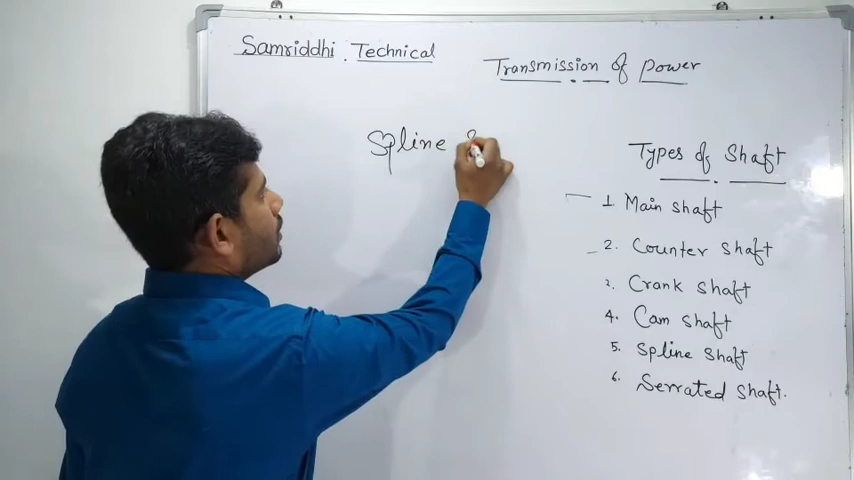 Samriddhi . Technical
Transmission of power
Spline
Types of Shaft
1. Main shaft
2. Counter shaft
3. Crank shaft
4. Cam shaft
5. Spline shaft
6. Serrated shaft.